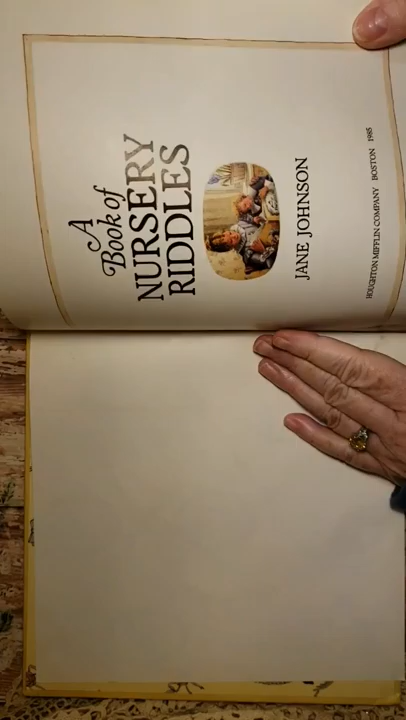 A
Book of
NURSERY
RIDDLES
JANE JOHNSON
HOUGHTON MIFFLIN COMPANY BOSTON 1985